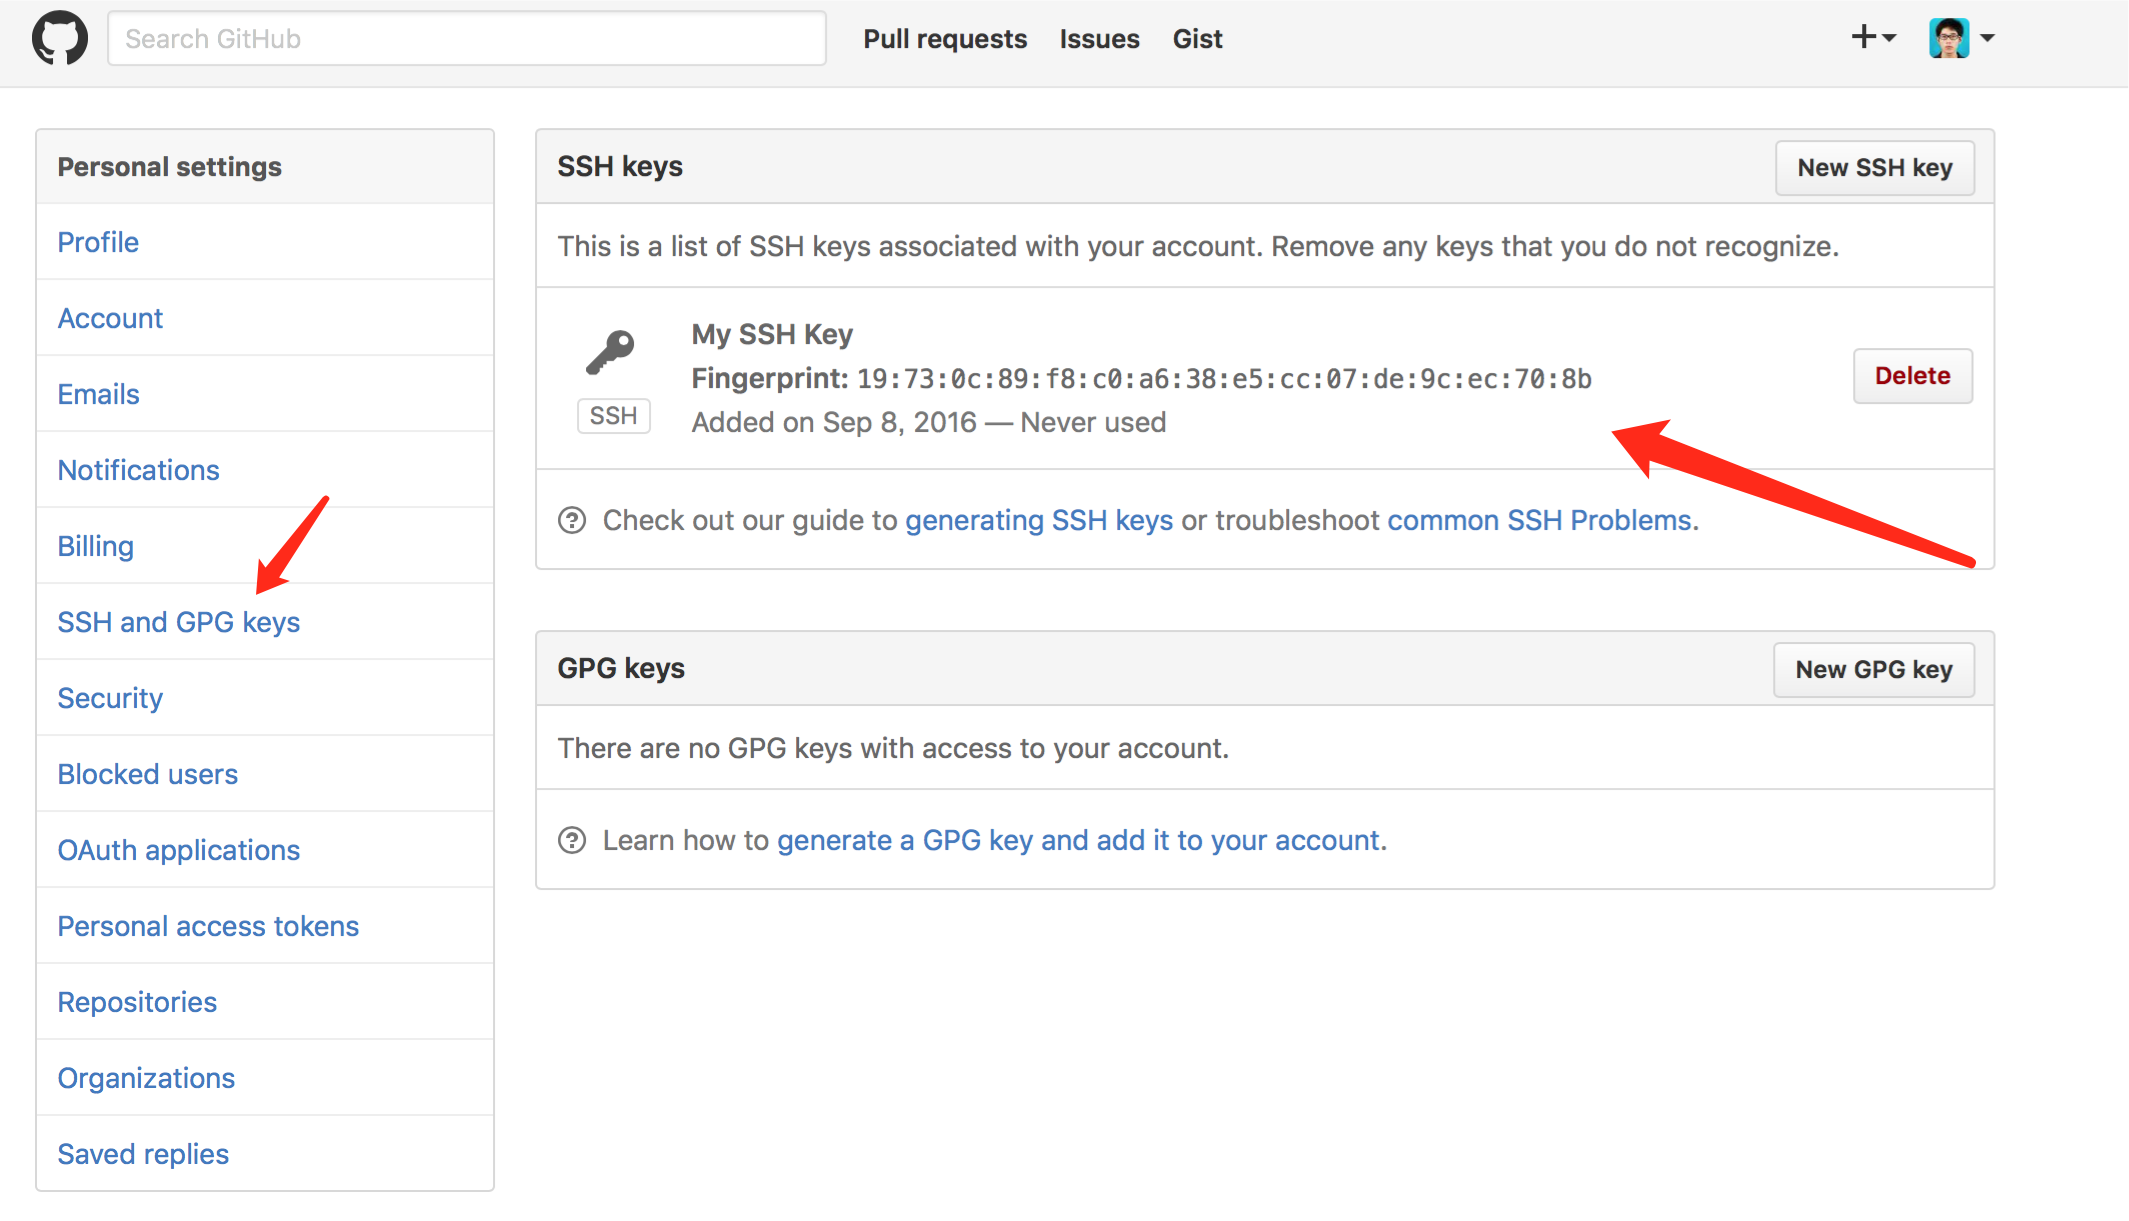 Search GitHub
Pull requests
Issues
Gist
Personal settings
Profile
Account
Emails
Notifications
Billing
SSH and GPG keys
Security
Blocked users
OAuth applications
Personal access tokens
Repositories
Organizations
Saved replies
SSH keys
New SSH key
This is a list of SSH keys associated with your account. Remove any keys that you do not recognize.
My SSH Key
Fingerprint: 19:73:0c:89:f8:c0:a6:38:e5:cc:07:de:9c:ec:70:8b
SSH
Added on Sep 8, 2016 — Never used
Delete
Check out our guide to generating SSH keys or troubleshoot common SSH Problems.
GPG keys
New GPG key
There are no GPG keys with access to your account.
Learn how to generate a GPG key and add it to your account.